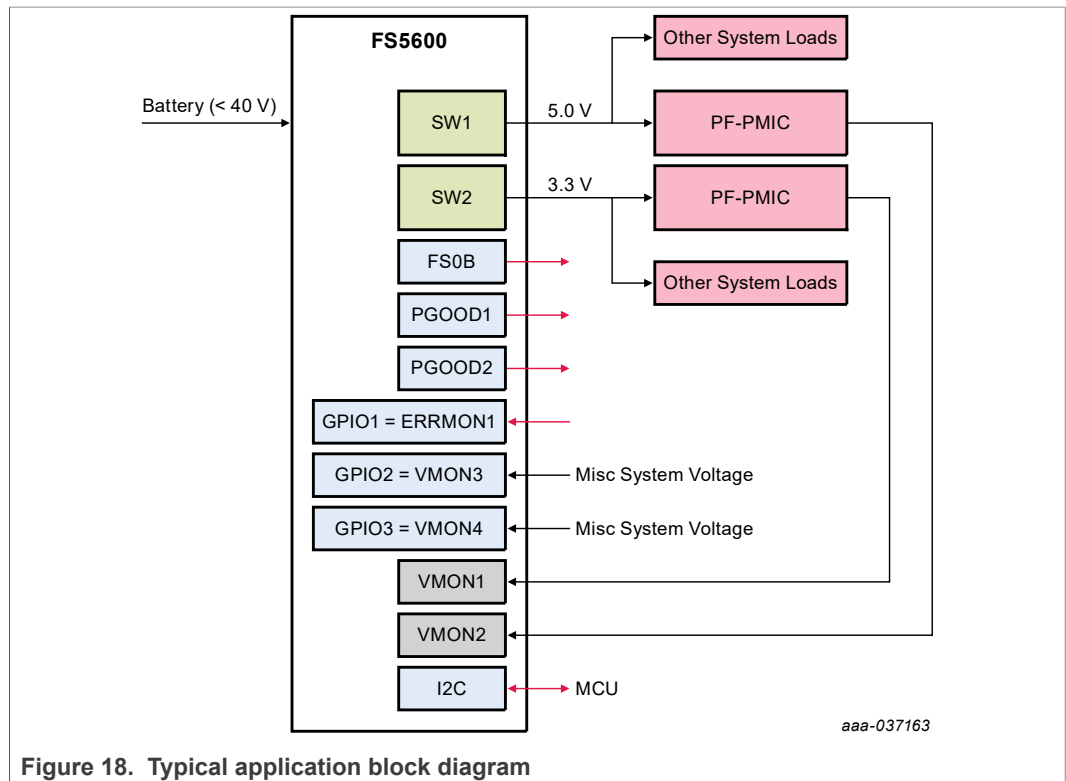 FS5600
Other System Loads
Battery (< 40 V)
SW1
5.0 V
PF-PMIC
SW2
3.3 V
PF-PMIC
FS0B
Other System Loads
PGOOD1
PGOOD2
GPIO1 = ERRMON1
GPIO2 = VMON3
Misc System Voltage
GPIO3 = VMON4
Misc System Voltage
VMON1
VMON2
I2C
MCU
aaa-037163
Figure 18. Typical application block diagram